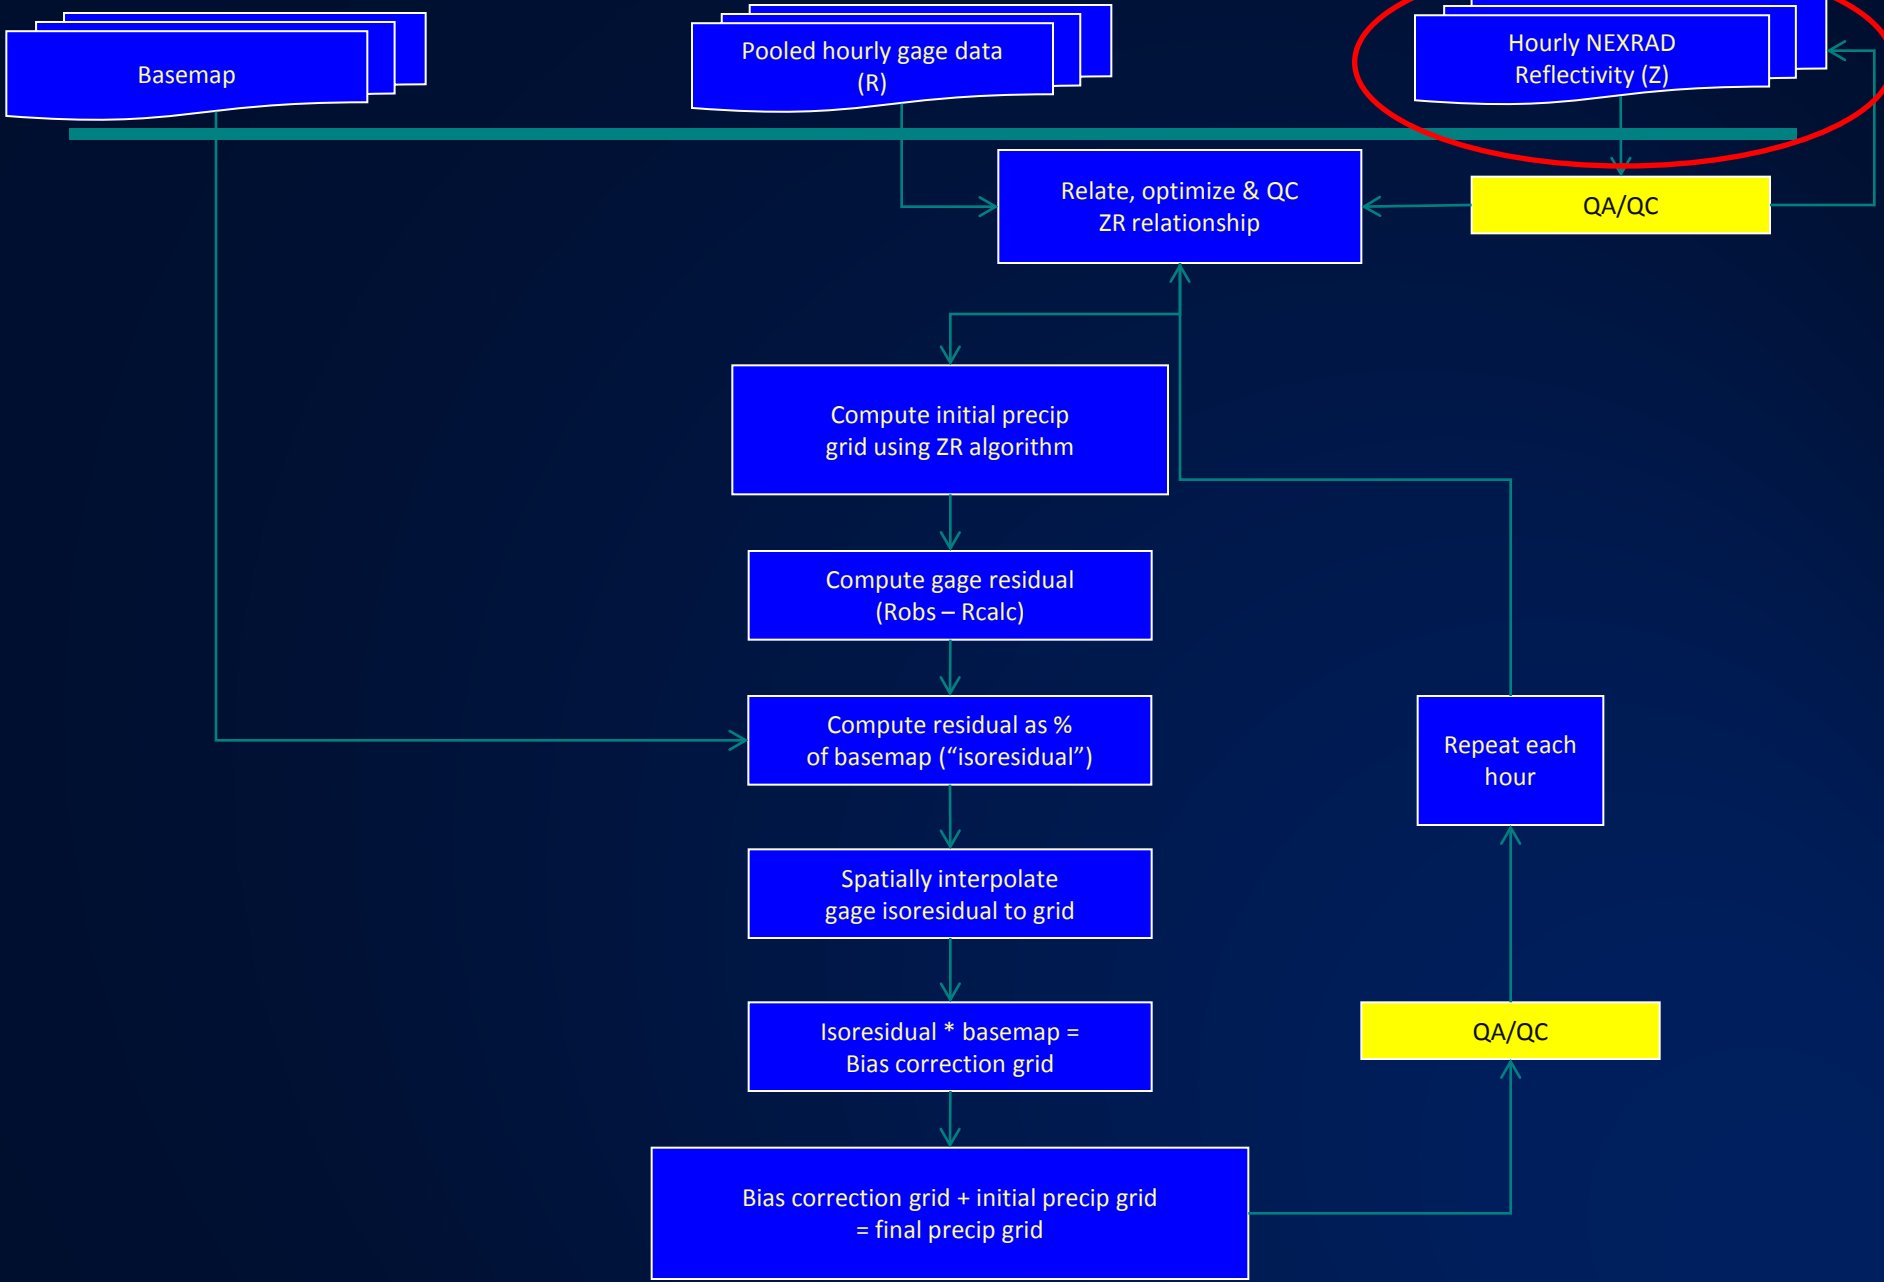 Basemap
Pooled hourly gage data
(R)
Hourly NEXRAD
Reflectivity (Z)
Relate, optimize & QC
ZR relationship
QA/QC
Compute initial precip
grid using ZR algorithm
Compute gage residual
(Robs – Rcalc)
Compute residual as %
of basemap (“isoresidual”)
Repeat each
hour
Spatially interpolate
gage isoresidual to grid
Isoresidual * basemap =
Bias correction grid
QA/QC
Bias correction grid + initial precip grid
= final precip grid